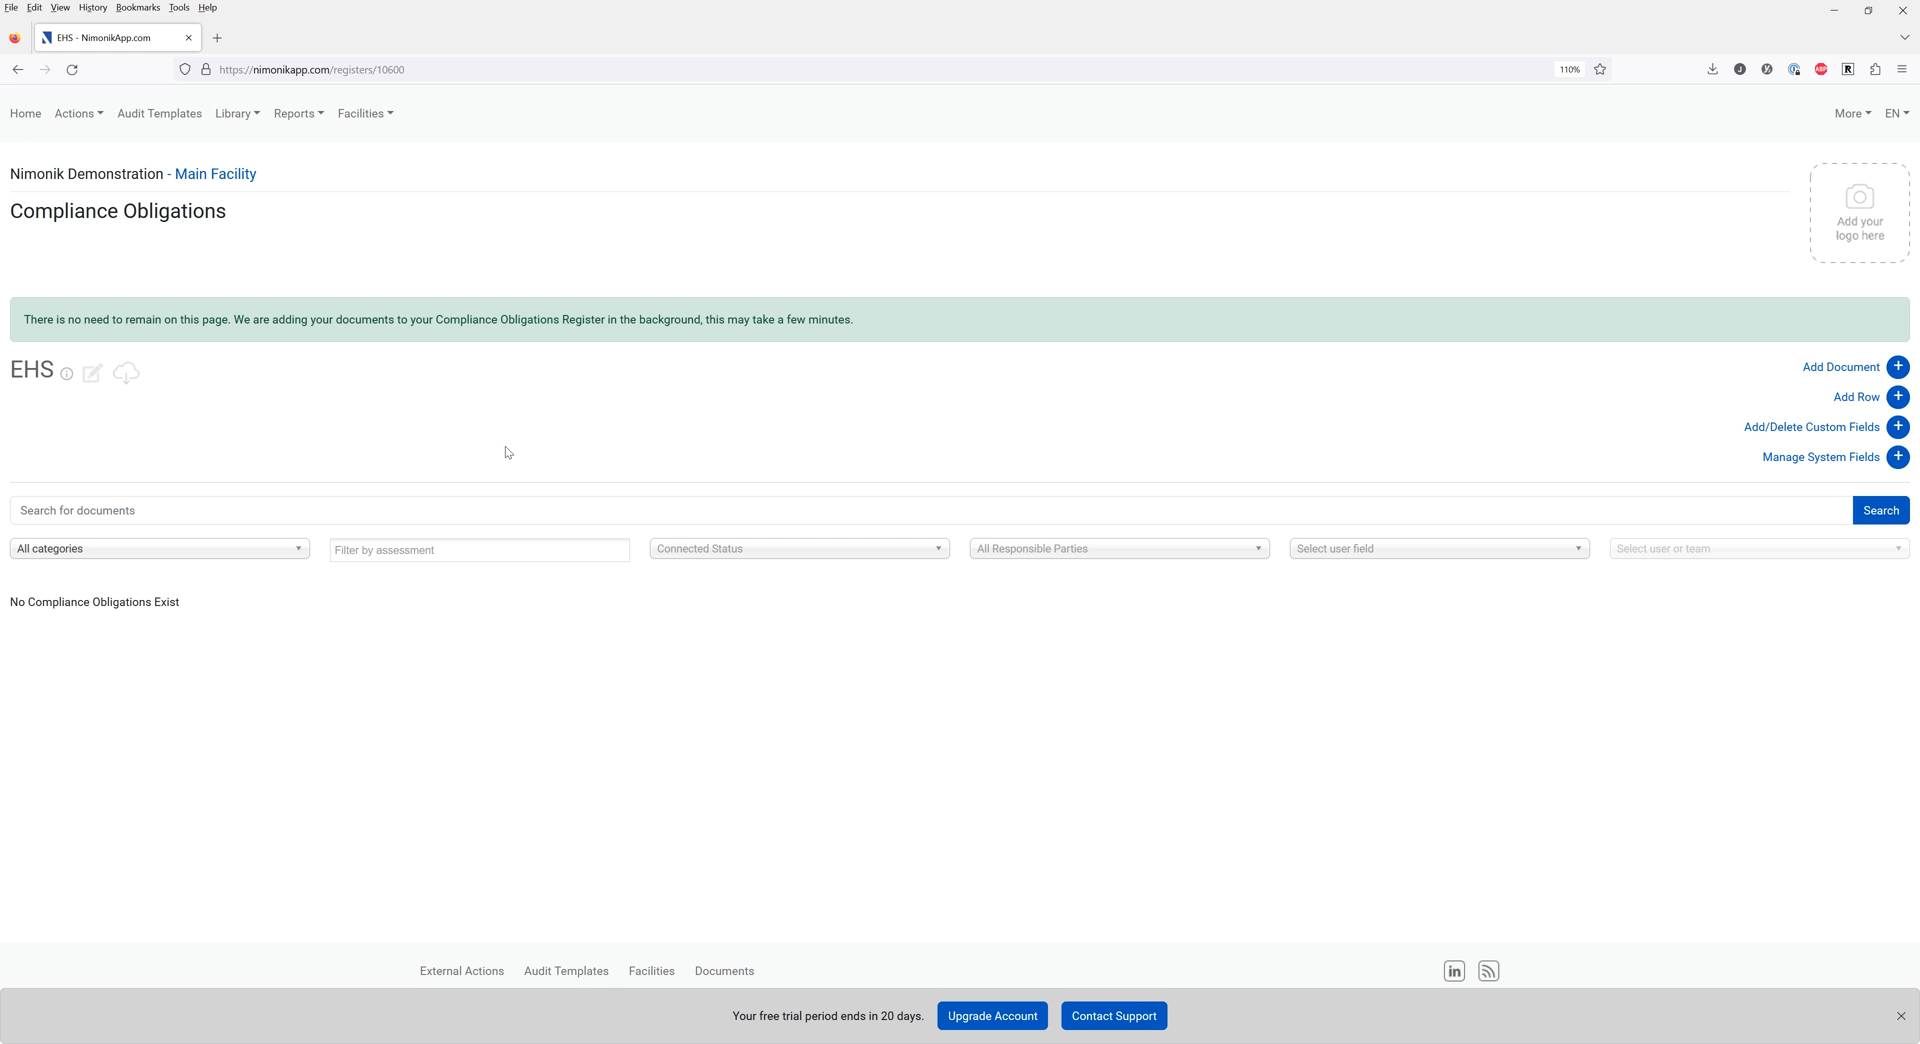 File Edit View History Bookmarks Tools Help
EHS - NimonikApp.com
https://nimonikapp.com/registers/10600
110%
J
ABP
R
Home Actions Audit Templates Library Reports Facilities More EN
Nimonik Demonstration - Main Facility
Compliance Obligations
Add your
logo here
There is no need to remain on this page. We are adding your documents to your Compliance Obligations Register in the background, this may take a few minutes.
EHS
Add Document
Add Row
Add/Delete Custom Fields
Manage System Fields
Search for documents Search
All categories Filter by assessment Connected Status All Responsible Parties Select user field Select user or team
No Compliance Obligations Exist
External Actions Audit Templates Facilities Documents
in
Your free trial period ends in 20 days. Upgrade Account Contact Support